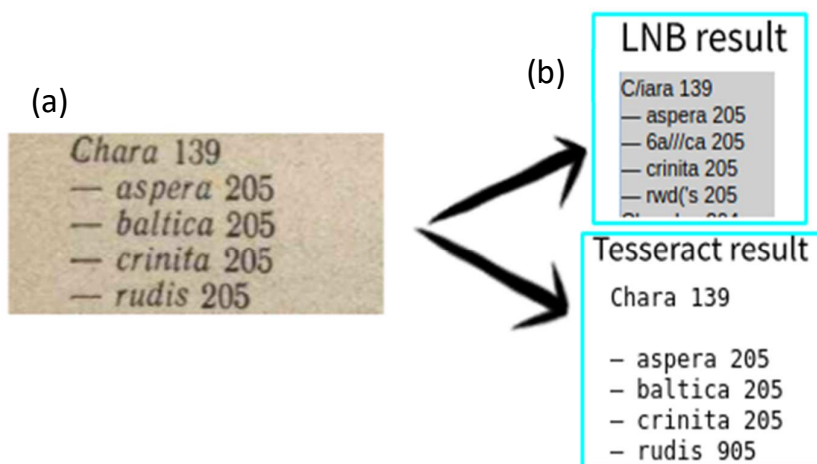 (a)
Chara 139
— aspera 205
— baltica 205
— crinita 205
— rudis 205
(b)
LNB result
C/iara 139
— aspera 205
— 6a///ca 205
— crinita 205
— rwd('s 205
Tesseract result
Chara 139
— aspera 205
— baltica 205
— crinita 205
— rudis 905